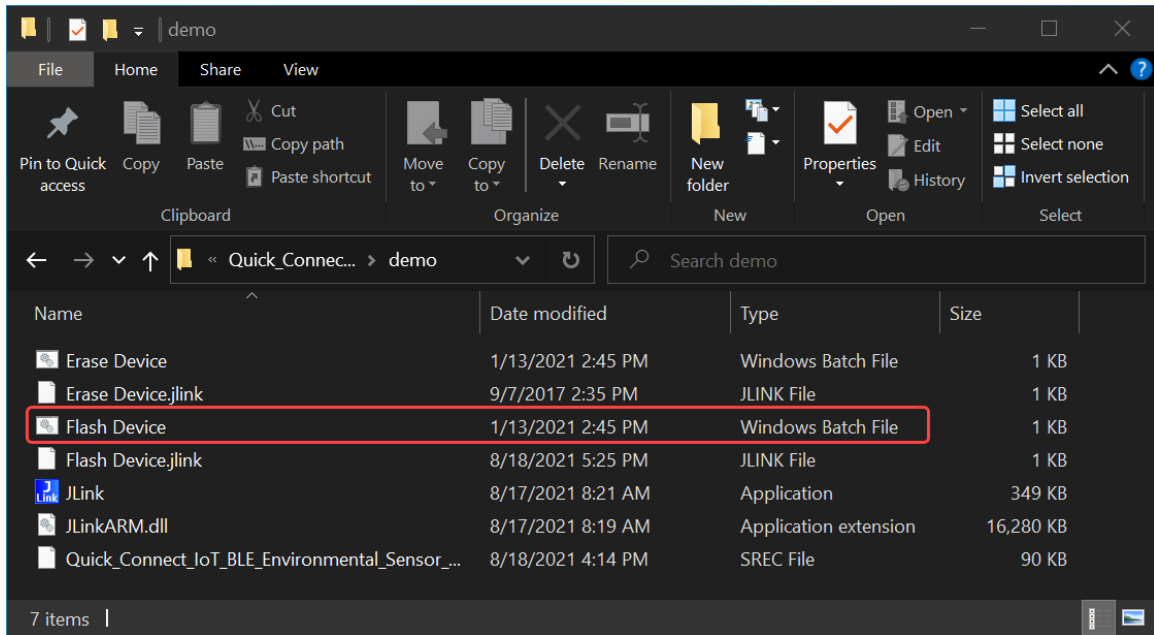 demo
File Home Share View
Pin to Quick access
Copy
Paste
Cut
Copy path
Paste shortcut
Clipboard
Move to
Copy to
Delete
Rename
Organize
New folder
New
Properties
Open
Edit
History
Open
Select all
Select none
Invert selection
Select
« Quick_Connec... > demo
Search demo
Name Date modified Type Size
Erase Device 1/13/2021 2:45 PM Windows Batch File 1 KB
Erase Device.jlink 9/7/2017 2:35 PM JLINK File 1 KB
Flash Device 1/13/2021 2:45 PM Windows Batch File 1 KB
Flash Device.jlink 8/18/2021 5:25 PM JLINK File 1 KB
J Link JLink 8/17/2021 8:21 AM Application 349 KB
JLinkARM.dll 8/17/2021 8:19 AM Application extension 16,280 KB
Quick_Connect_IoT_BLE_Environmental_Sensor_... 8/18/2021 4:14 PM SREC File 90 KB
7 items